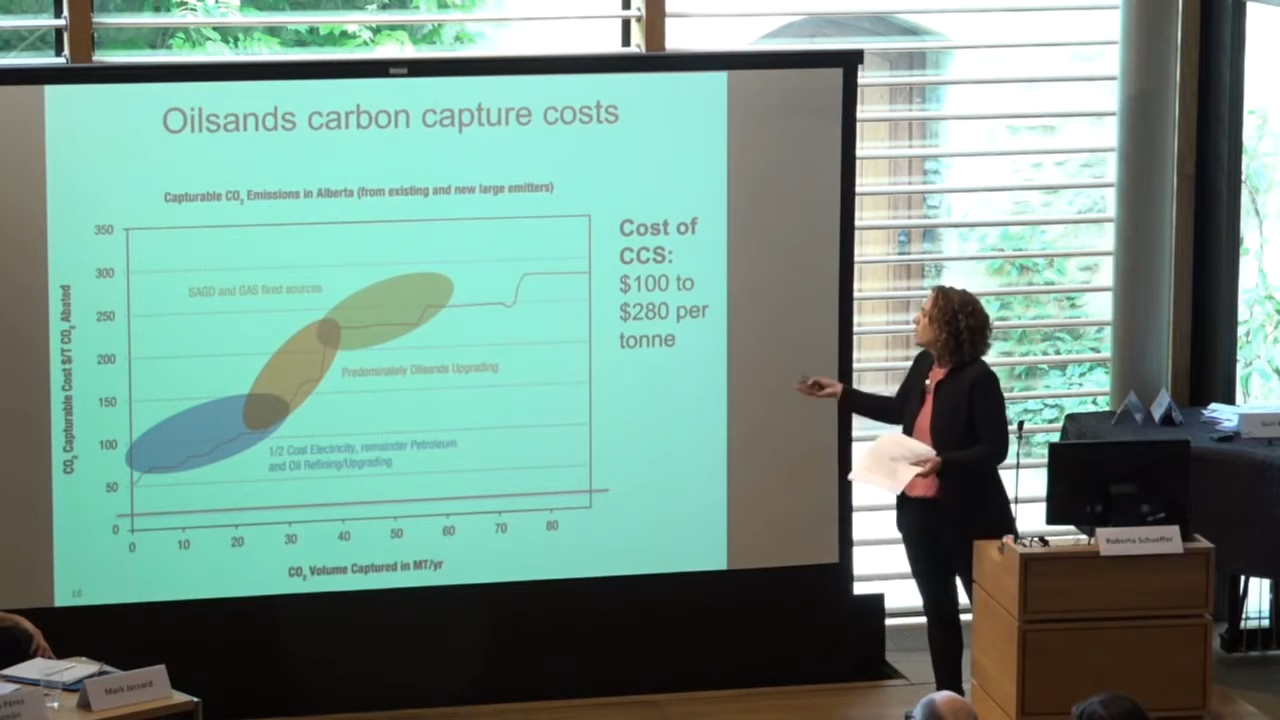 Oilsands carbon capture costs
Capturable CO2 Emissions in Alberta (from existing and new large emitters)
CO2 Capturable Cost $/T CO2 Abated
350
300
250
200
150
100
50
0
SAGD and GAS fired sources
Predominately Oilsands Upgrading
1/2 Coal Electricity, remainder Petroleum
and Oil Refining/Upgrading
0
10
20
30
40
50
60
70
80
CO2 Volume Captured in MT/yr
Cost of
CCS:
$100 to
$280 per
tonne
16
Roberto Schaeffer
Mark Jaccard
Pérez